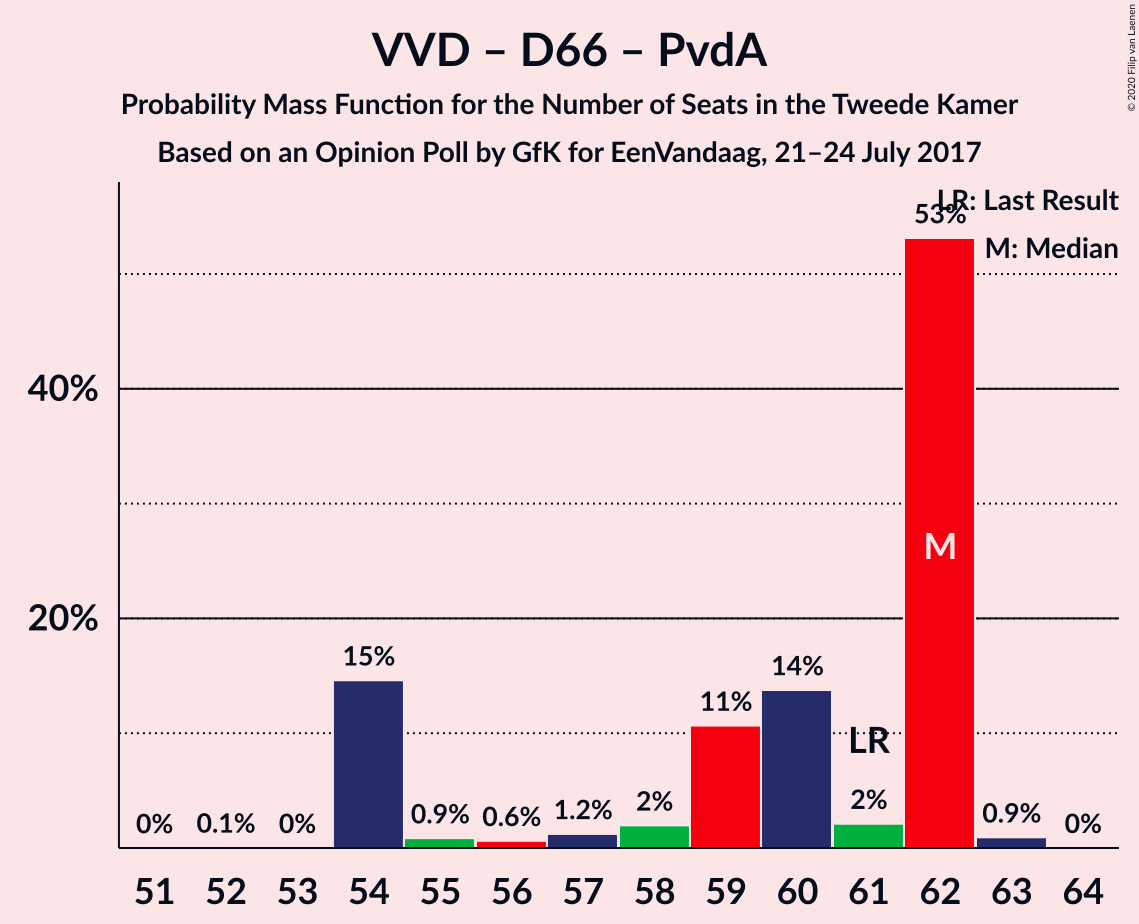 VVD – D66 – PvdA
Probability Mass Function for the Number of Seats in the Tweede Kamer
Based on an Opinion Poll by GfK for EenVandaag, 21–24 July 2017
© 2020 Filip van Laenen
LR: Last Result
M: Median
53%
40%
20%
M
15%
14%
11%
LR
0%
0.1%
0%
0.9%
0.6%
1.2%
2%
2%
0.9%
0%
51 52 53 54 55 56 57 58 59 60 61 62 63 64